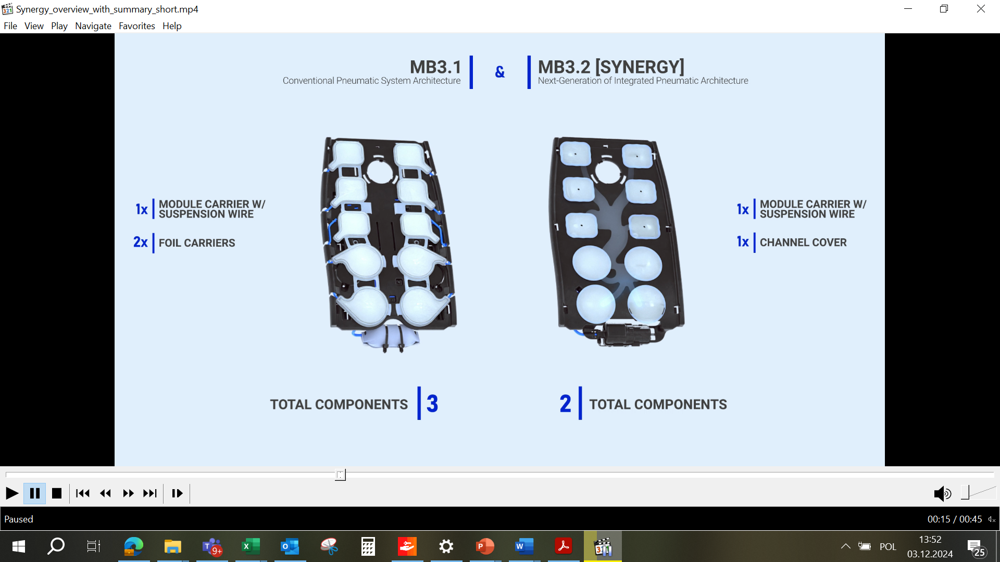 Synergy_overview_with_summary_short.mp4
File View Play Navigate Favorites Help
MB3.1
Conventional Pneumatic System Architecture
&
MB3.2 [SYNERGY]
Next-Generation of Integrated Pneumatic Architecture
1x MODULE CARRIER W/
SUSPENSION WIRE
2x FOIL CARRIERS
1x MODULE CARRIER W/
SUSPENSION WIRE
1x CHANNEL COVER
TOTAL COMPONENTS 3
2 TOTAL COMPONENTS
Paused
00:15 / 00:45
9+
POL
13:52
03.12.2024
25